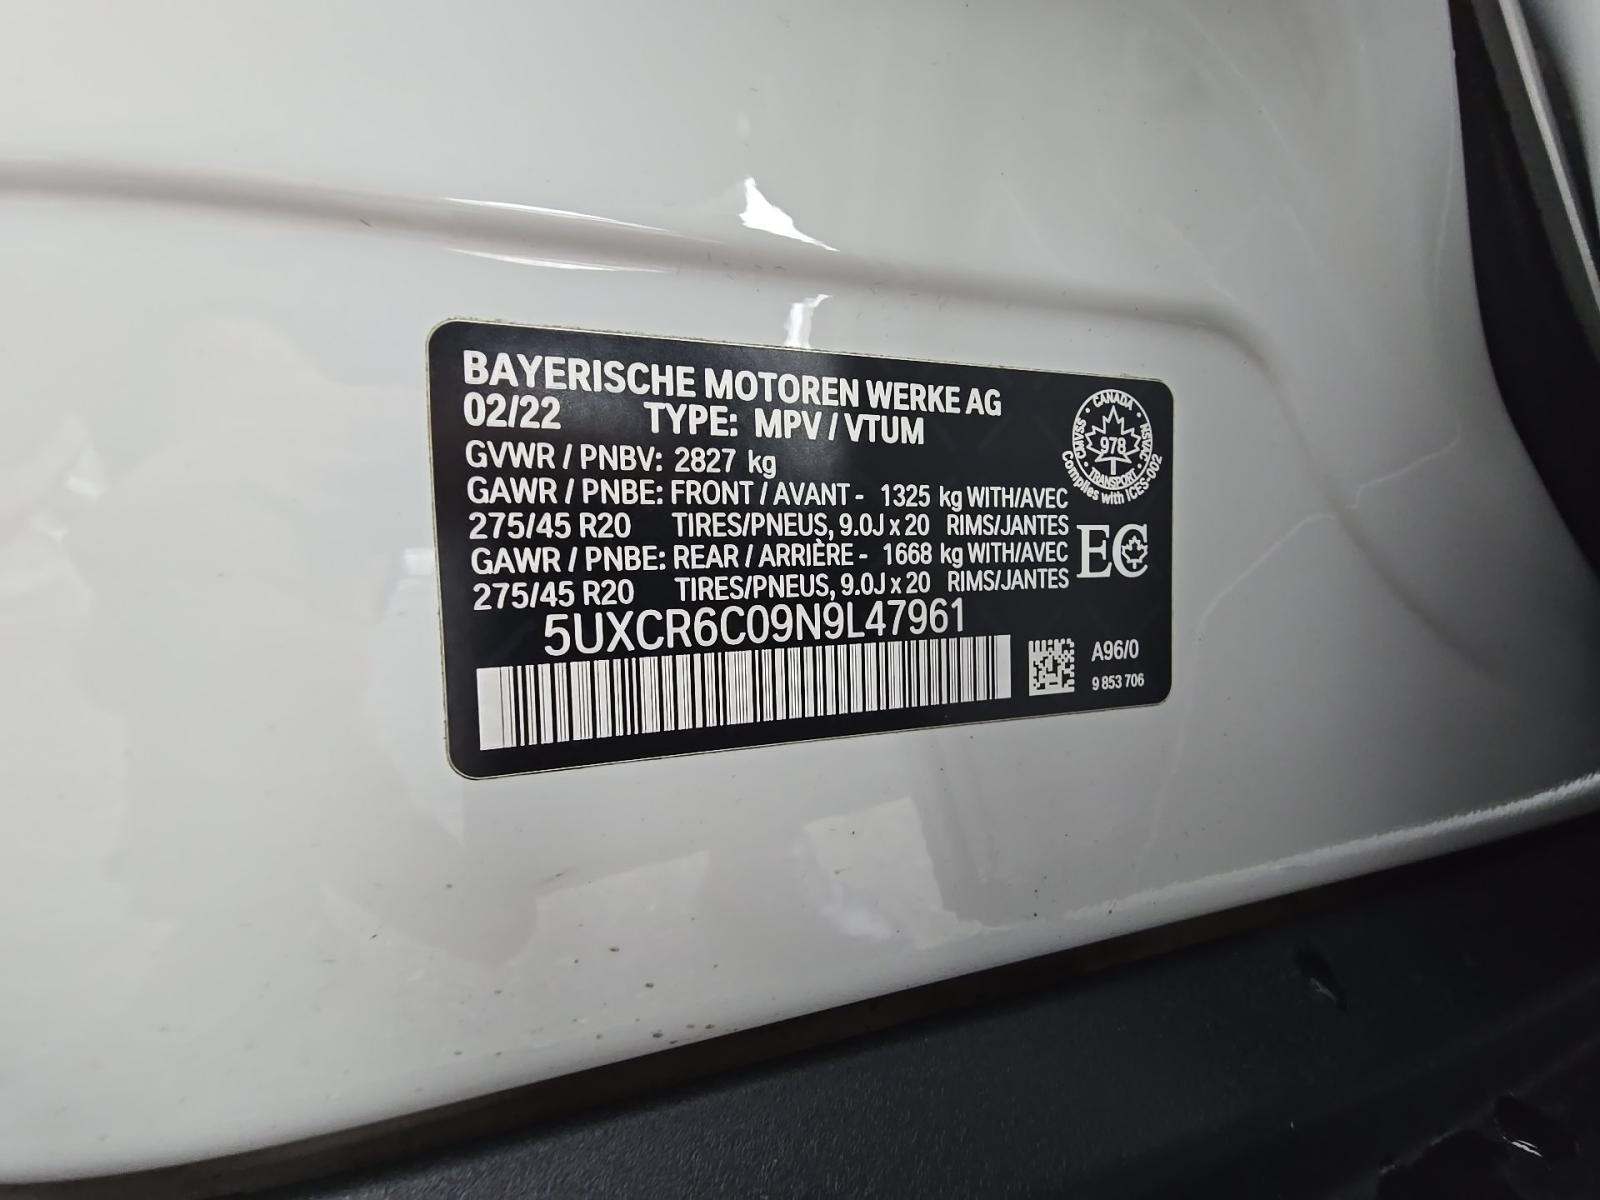 BAYERISCHE MOTOREN WERKE AG
02/22 TYPE: MPV / VTUM
GVWR / PNBV: 2827 kg
GAWR / PNBE: FRONT / AVANT - 1325 kg WITH/AVEC
275/45 R20 TIRES/PNEUS, 9.0J x 20 RIMS/JANTES
GAWR / PNBE: REAR / ARRIÈRE - 1668 kg WITH/AVEC
275/45 R20 TIRES/PNEUS, 9.0J x 20 RIMS/JANTES
5UXCR6C09N9L47961
CANADA
CMVSS
978
NSVAC
TRANSPORT
Complies with ICES-002
EC
A96/0
9 853 706